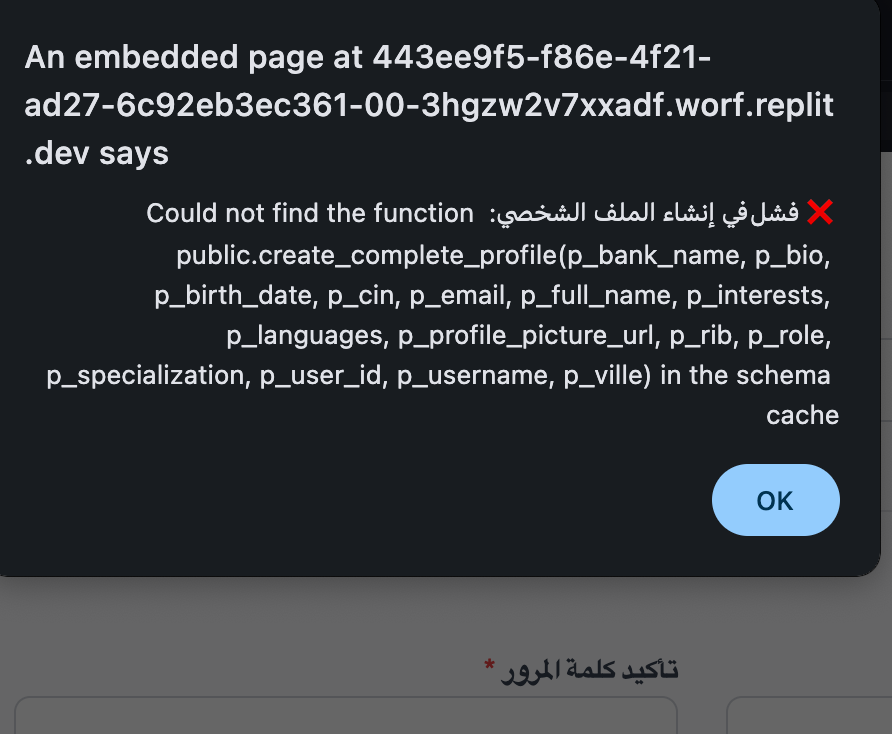 An embedded page at 443ee9f5-f86e-4f21-
ad27-6c92eb3ec361-00-3hgzw2v7xxadf.worf.replit
.dev says
❌ فشل في إنشاء الملف الشخصي: Could not find the function
public.create_complete_profile(p_bank_name, p_bio,
p_birth_date, p_cin, p_email, p_full_name, p_interests,
p_languages, p_profile_picture_url, p_rib, p_role,
p_specialization, p_user_id, p_username, p_ville) in the schema
cache
OK
تأكيد كلمة المرور *